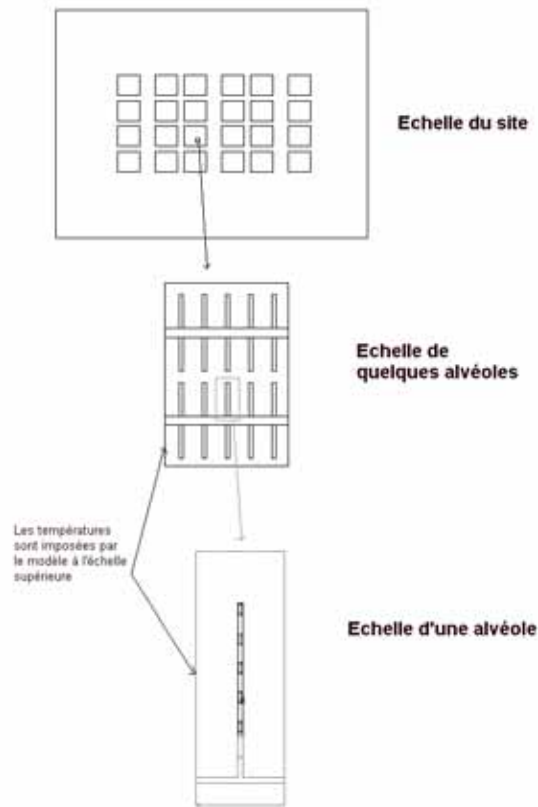 Echelle du site
Echelle de
quelques alvéoles
Les températures
sont imposées par
le modèle à l'échelle
supérieure
Echelle d'une alvéole